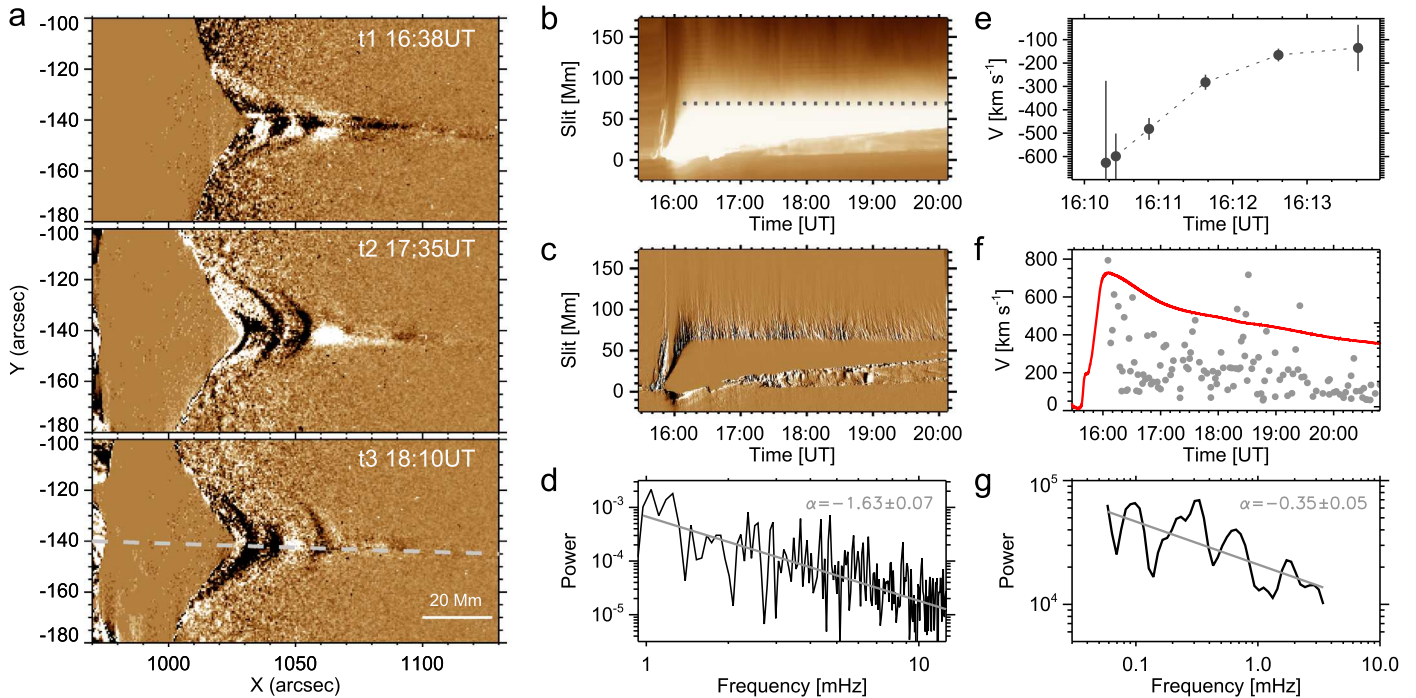 a
t1 16:38UT
-100
-120
-140
-160
-180
t2 17:35UT
-100
-120
-140
-160
-180
Y (arcsec)
t3 18:10UT
-100
-120
-140
-160
-180
20 Mm
1000 1050 1100
X (arcsec)
b
150
100
50
0
Slit [Mm]
16:00 17:00 18:00 19:00 20:00
Time [UT]
c
150
100
50
0
Slit [Mm]
16:00 17:00 18:00 19:00 20:00
Time [UT]
d
α=−1.63±0.07
10-3
10-4
10-5
Power
1 10
Frequency [mHz]
e
-100
-200
-300
-400
-500
-600
V [km s-1]
16:10 16:11 16:12 16:13
Time [UT]
f
800
600
400
200
0
V [km s-1]
16:00 17:00 18:00 19:00 20:00
Time [UT]
g
α=−0.35±0.05
105
104
Power
0.1 1.0 10.0
Frequency [mHz]